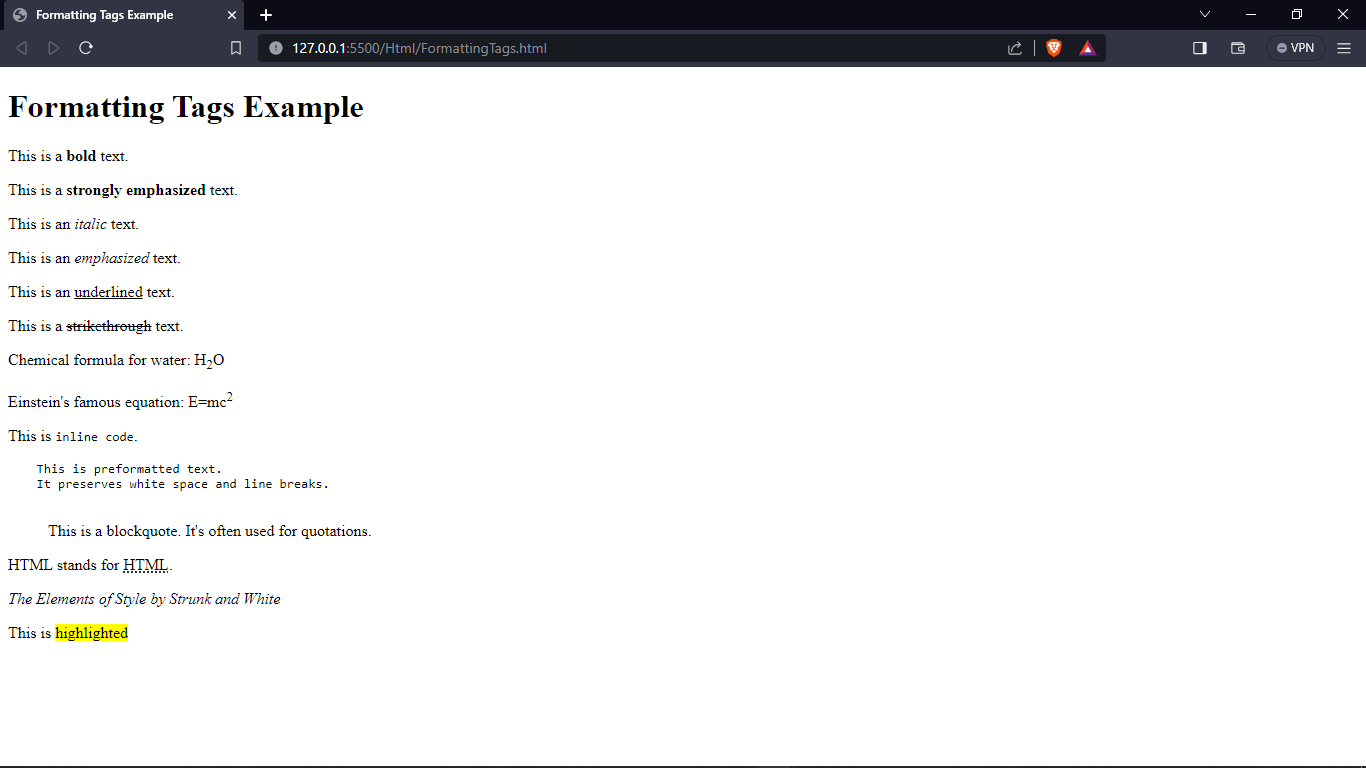 Formatting Tags Example
127.0.0.1:5500/Html/FormattingTags.html
VPN
Formatting Tags Example
This is a bold text.
This is a strongly emphasized text.
This is an italic text.
This is an emphasized text.
This is an underlined text.
This is a strikethrough text.
Chemical formula for water: H₂O
Einstein's famous equation: E=mc²
This is inline code.
This is preformatted text.
It preserves white space and line breaks.
This is a blockquote. It's often used for quotations.
HTML stands for HTML.
The Elements of Style by Strunk and White
This is highlighted